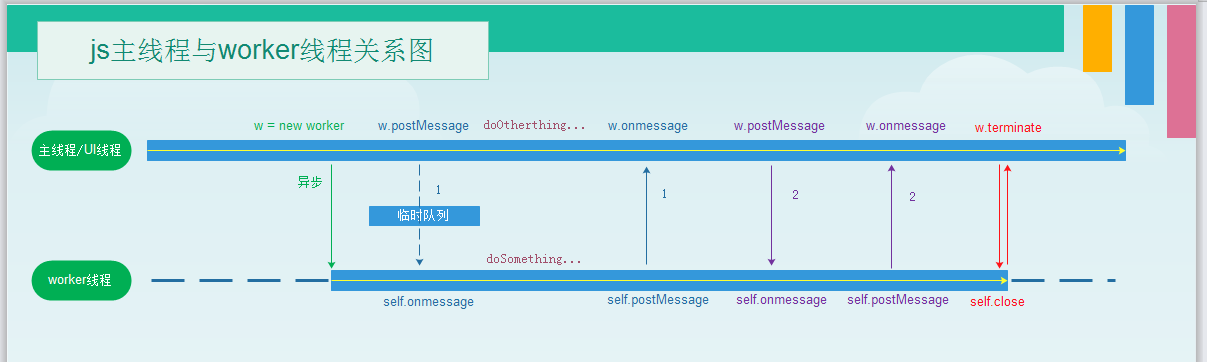 js主线程与worker线程关系图
w = new worker
w.postMessage
doOtherthing...
w.onmessage
w.postMessage
w.onmessage
w.terminate
主线程/UI线程
异步
1
1
2
2
临时队列
doSomething...
worker线程
self.onmessage
self.postMessage
self.onmessage
self.postMessage
self.close